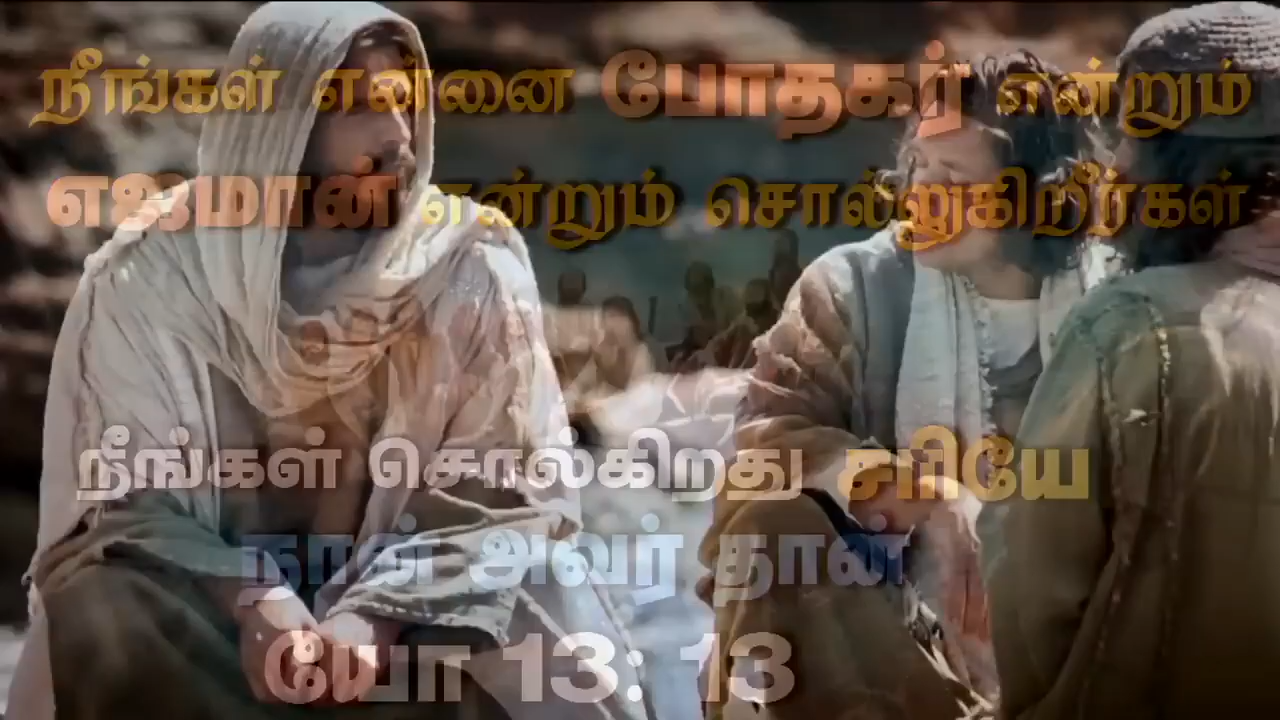 நீங்கள் என்னை போதகர் என்றும்
எஜமான் என்றும் சொல்லுகிறீர்கள்
நீங்கள் சொல்கிறது சரியே
நான் அவர் தான்
யோ 13: 13